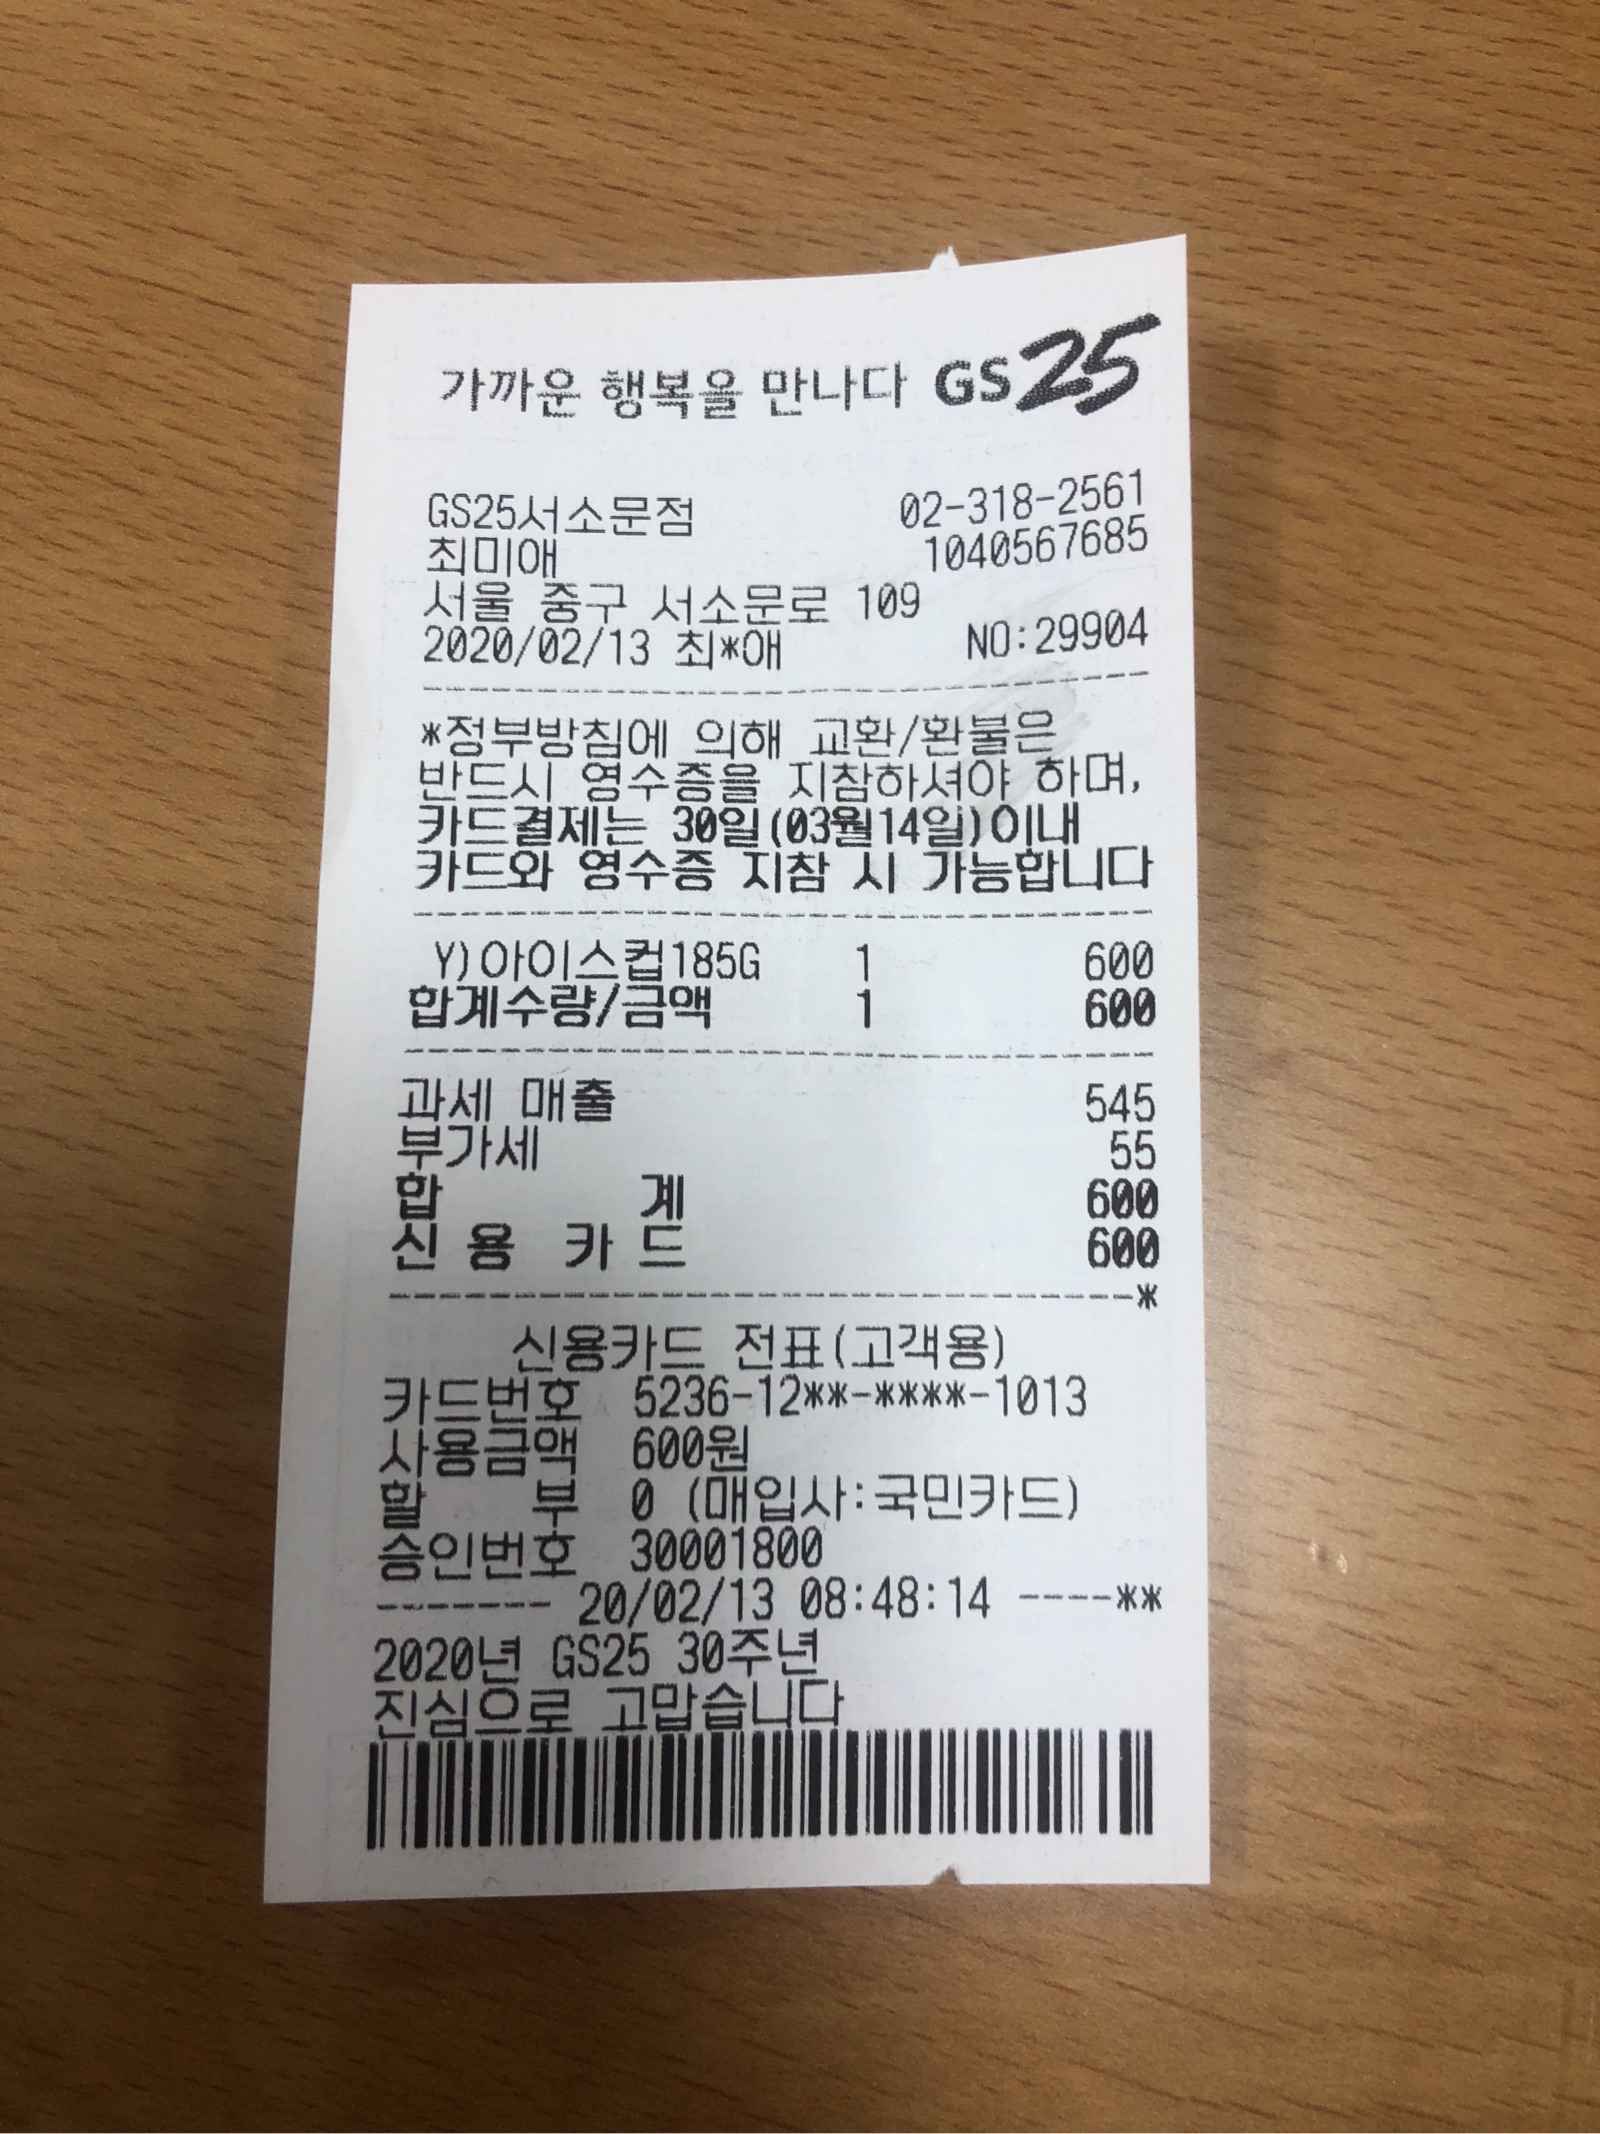 가까운 행복을 만나다 GS25
GS25서소문점 02-318-2561
최미애 1040567685
서울 중구 서소문로 109
2020/02/13 최*애 NO:29904
*정부방침에 의해 교환/환불은
반드시 영수증을 지참하셔야 하며,
카드결제는 30일(03월14일)이내
카드와 영수증 지참 시 가능합니다
Y)아이스컵185G 1 600
합계수량/금액 1 600
과세 매출 545
부가세 55
합 계 600
신 용 카 드 600
*
신용카드 전표(고객용)
카드번호 5236-12**-****-1013
사용금액 600원
할 부 0 (매입사:국민카드)
승인번호 30001800
------- 20/02/13 08:48:14 ----**
2020년 GS25 30주년
진심으로 고맙습니다